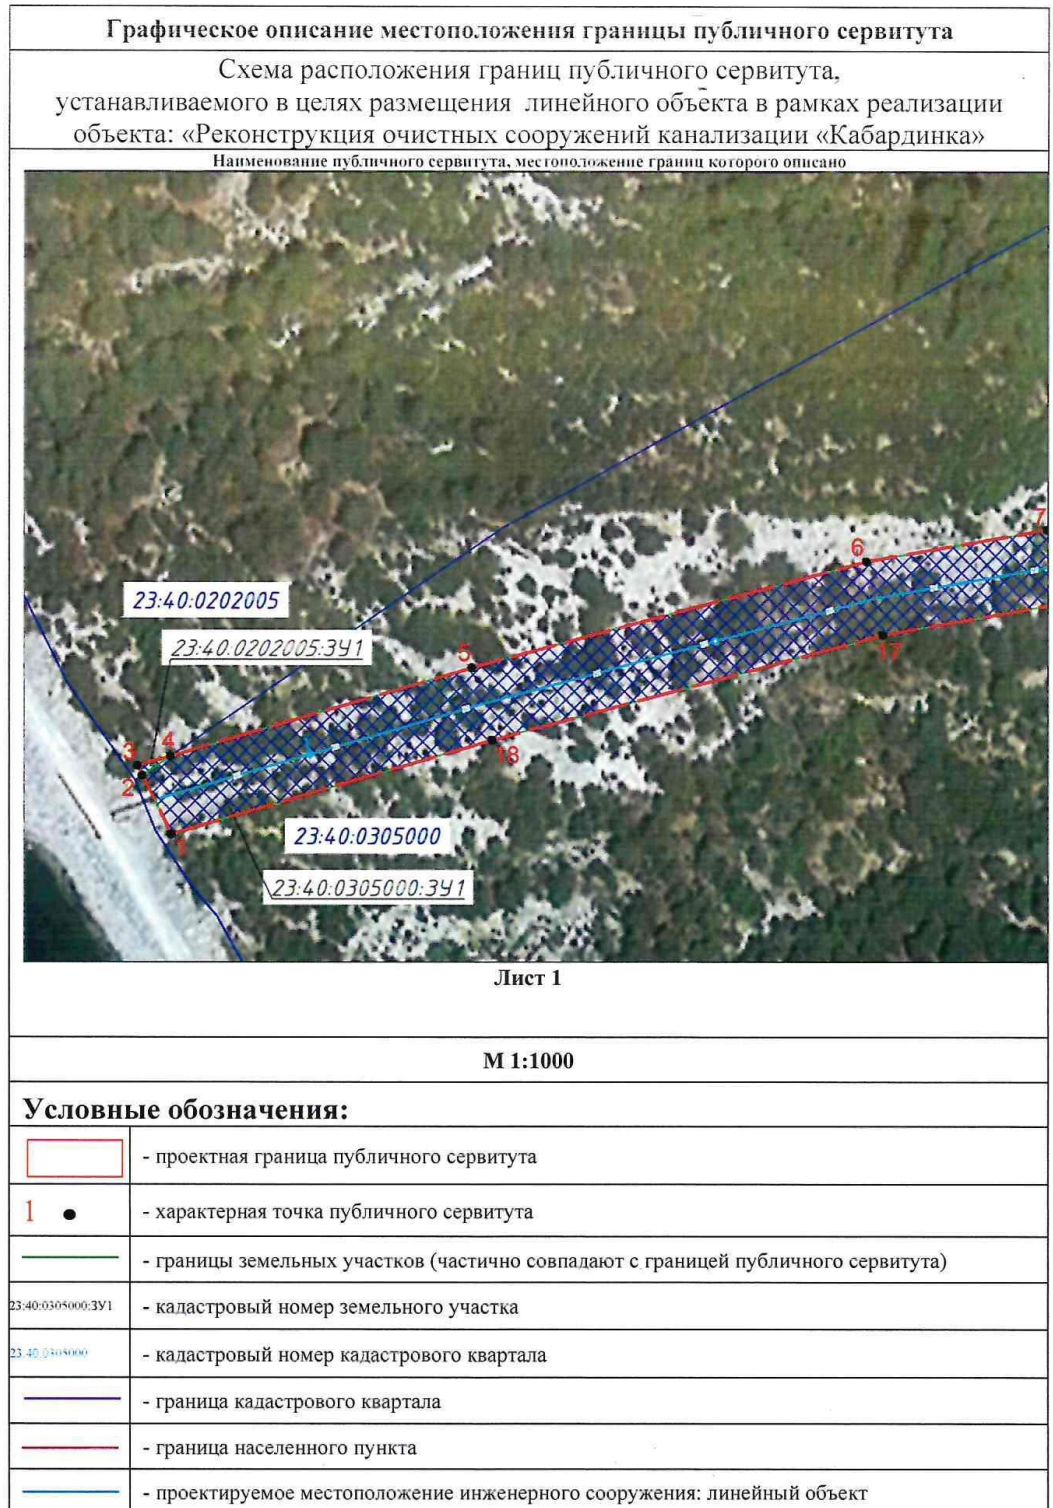 Графическое описание местоположения границы публичного сервитута
Схема расположения границ публичного сервитута,
устанавливаемого в целях размещения линейного объекта в рамках реализации
объекта: «Реконструкция очистных сооружений канализации «Кабардинка»
Наименование публичного сервитута, местоположение границ которого описано
7
6
23:40:0202005
23:40:0202005:ЗУ1
5
17
3
4
2
18
1
23:40:0305000
23:40:0305000:ЗУ1
Лист 1
М 1:1000
Условные обозначения:
- проектная граница публичного сервитута
1 - характерная точка публичного сервитута
- границы земельных участков (частично совпадают с границей публичного сервитута)
23:40:0305000:ЗУ1 - кадастровый номер земельного участка
23:40:0305000 - кадастровый номер кадастрового квартала
- граница кадастрового квартала
- граница населенного пункта
- проектируемое местоположение инженерного сооружения: линейный объект